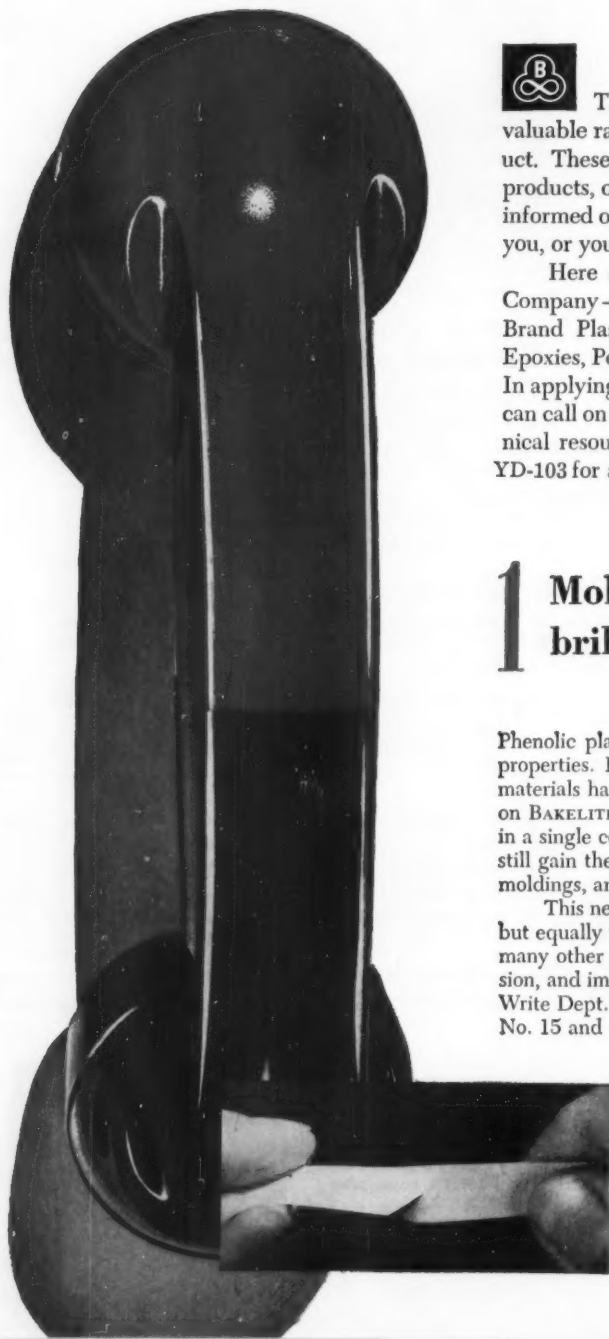 B
T
valuable ra
uct. These
products, o
informed o
you, or you
Here
Company—
Brand Pla
Epoxies, Po
In applying
can call on
nical resou
YD-103 for a
1 Mol
bril
Phenolic pla
properties. I
materials ha
on BAKELITE
in a single c
still gain the
moldings, an
This ne
but equally
many other
sion, and im
Write Dept.
No. 15 and